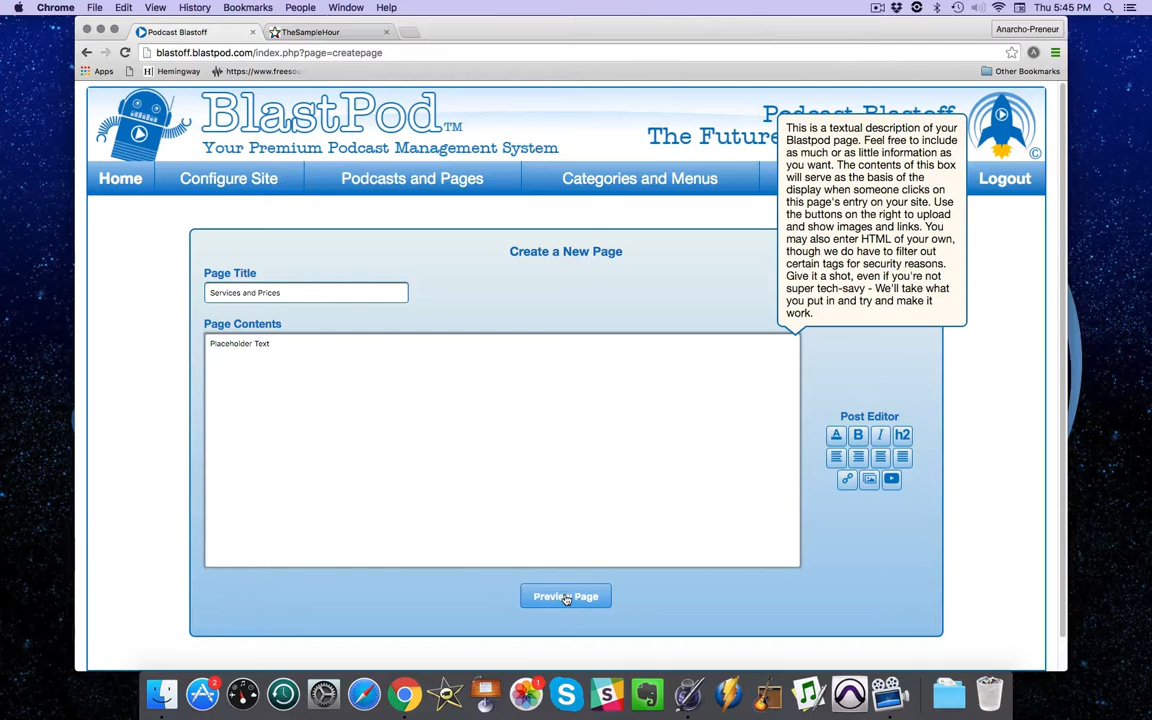 Chrome File Edit View History Bookmarks People Window Help Thu 5:45 PM
Podcast Blastoff TheSampleHour Anarcho-Preneur
blastoff.blastpod.com/index.php?page=createpage
Apps Hemingway https://www.freesou Other Bookmarks
BlastPod™
Your Premium Podcast Management System
Podcast Blastoff
The Future
Home Configure Site Podcasts and Pages Categories and Menus Logout
This is a textual description of your
Blastpod page. Feel free to include
as much or as little information as
you want. The contents of this box
will serve as the basis of the
display when someone clicks on
this page's entry on your site. Use
the buttons on the right to upload
and show images and links. You
may also enter HTML of your own,
though we do have to filter out
certain tags for security reasons.
Give it a shot, even if you're not
super tech-savy - We'll take what
you put in and try and make it
work.
Create a New Page
Page Title
Services and Prices
Page Contents
Placeholder Text
Post Editor
A B I h2
Preview Page
2 1